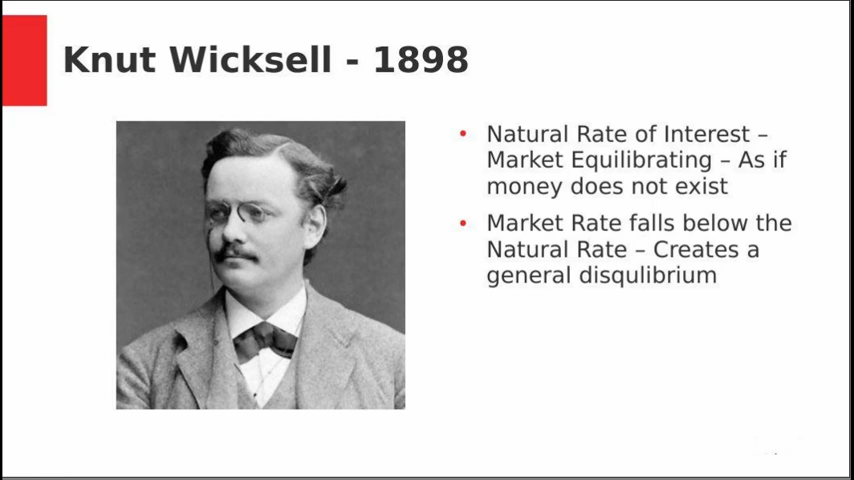 Knut Wicksell - 1898
• Natural Rate of Interest –
Market Equilibrating – As if
money does not exist
• Market Rate falls below the
Natural Rate – Creates a
general disqulibrium